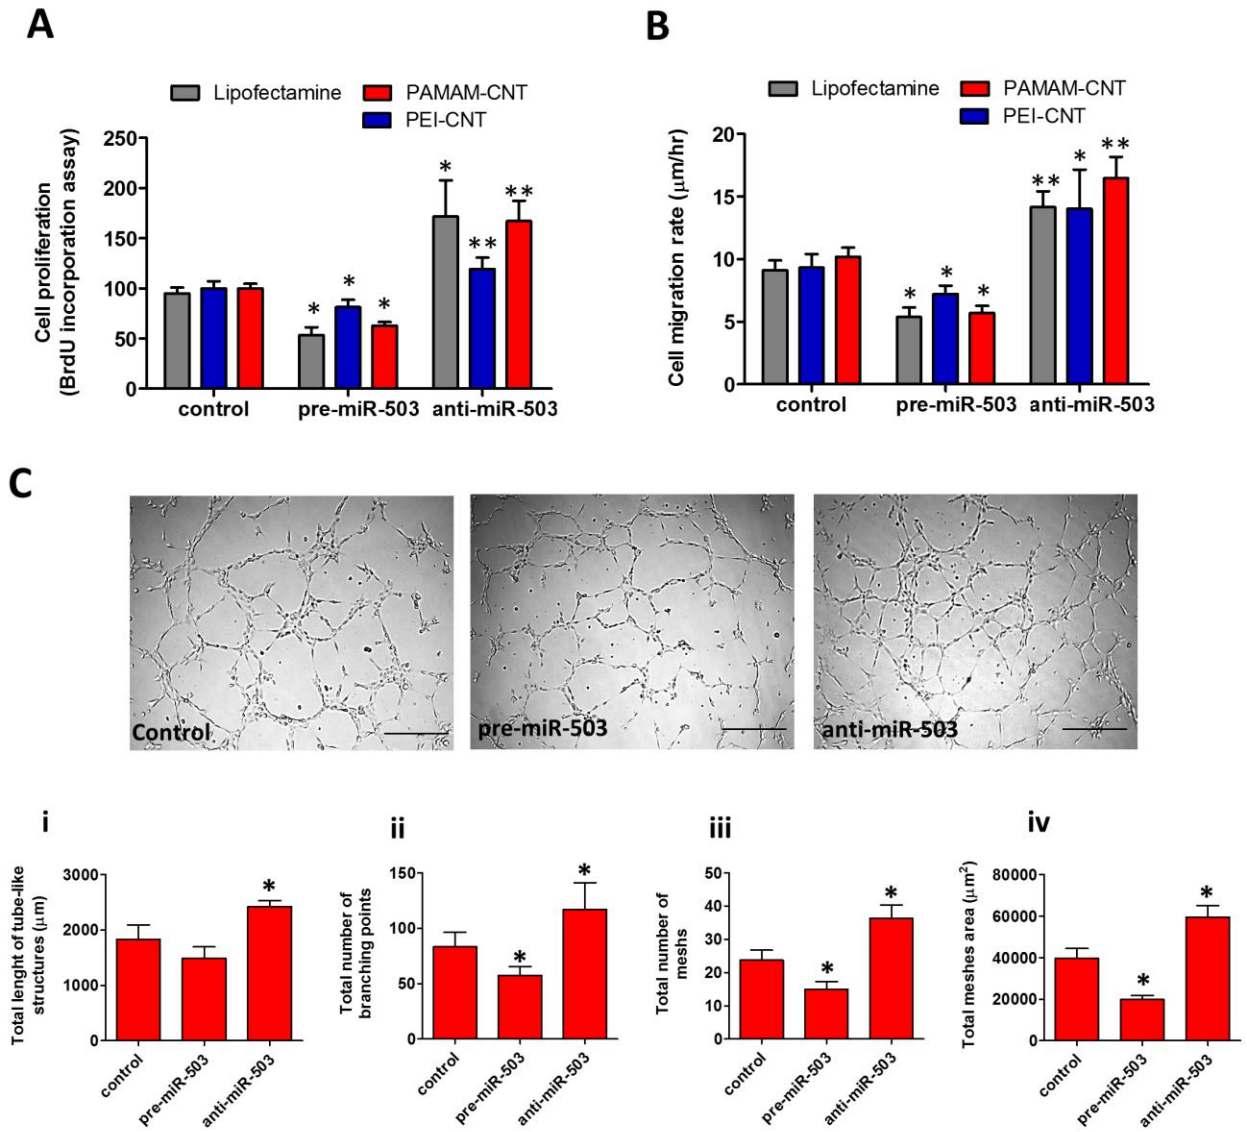 A
Lipofectamine PAMAM-CNT
PEI-CNT
Cell proliferation
(BrdU incorporation assay)
250
200
150
100
50
0
* * * * ** **
control pre-miR-503 anti-miR-503
B
Lipofectamine PAMAM-CNT
PEI-CNT
Cell migration rate (μm/hr)
20
15
10
5
0
* * * ** * **
control pre-miR-503 anti-miR-503
C
Control
pre-miR-503
anti-miR-503
i
Total lenght of tube-like
structures (μm)
3000
2000
1000
0
*
control
pre-miR-503
anti-miR-503
ii
Total number of
branching points
150
100
50
0
* *
control
pre-miR-503
anti-miR-503
iii
Total number of
meshs
50
40
30
20
10
0
* *
control
pre-miR-503
anti-miR-503
iv
Total meshes area (μm²)
80000
60000
40000
20000
0
* *
control
pre-miR-503
anti-miR-503